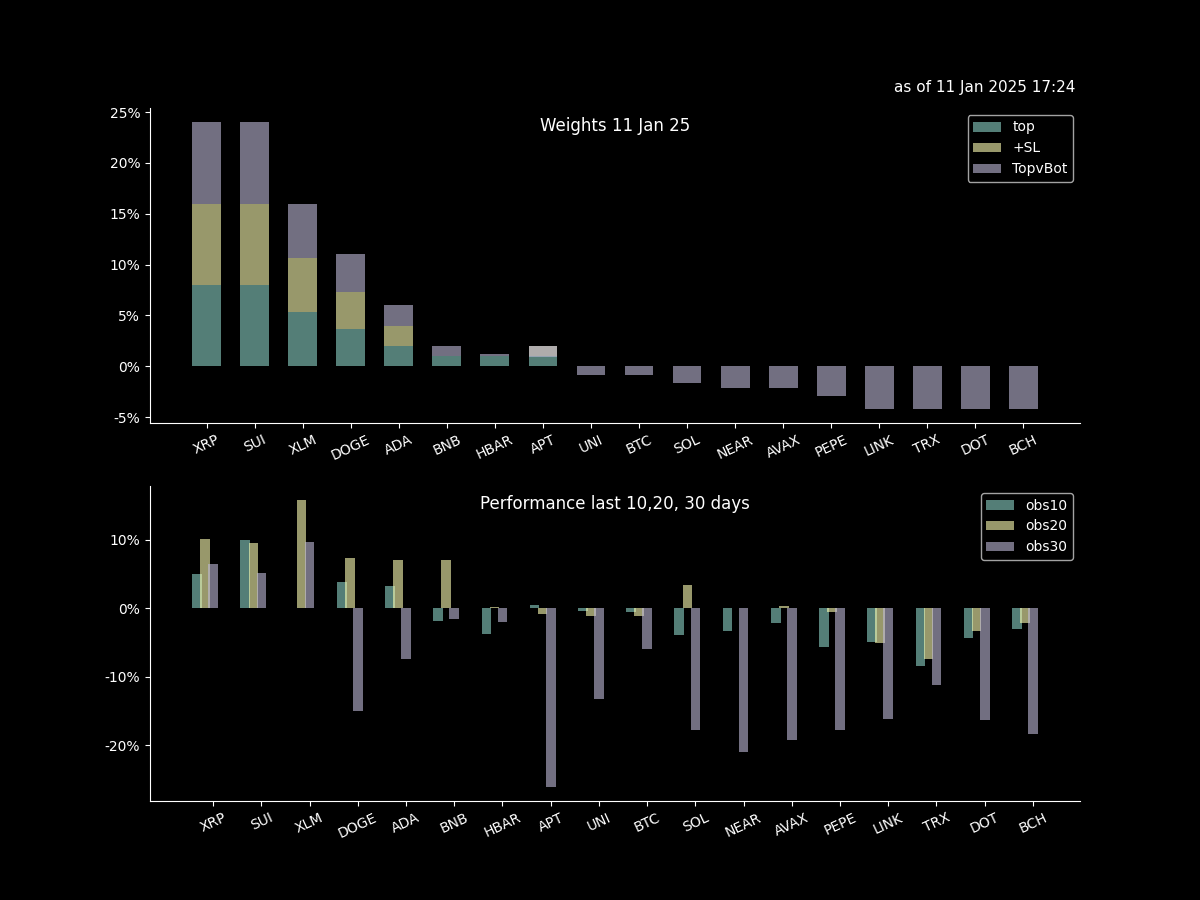 as of 11 Jan 2025 17:24
Weights 11 Jan 25
top
+SL
TopvBot
25%
20%
15%
10%
5%
0%
-5%
XRP SUI XLM DOGE ADA BNB HBAR APT UNI BTC SOL NEAR AVAX PEPE LINK TRX DOT BCH
Performance last 10,20, 30 days
obs10
obs20
obs30
10%
0%
-10%
-20%
XRP SUI XLM DOGE ADA BNB HBAR APT UNI BTC SOL NEAR AVAX PEPE LINK TRX DOT BCH